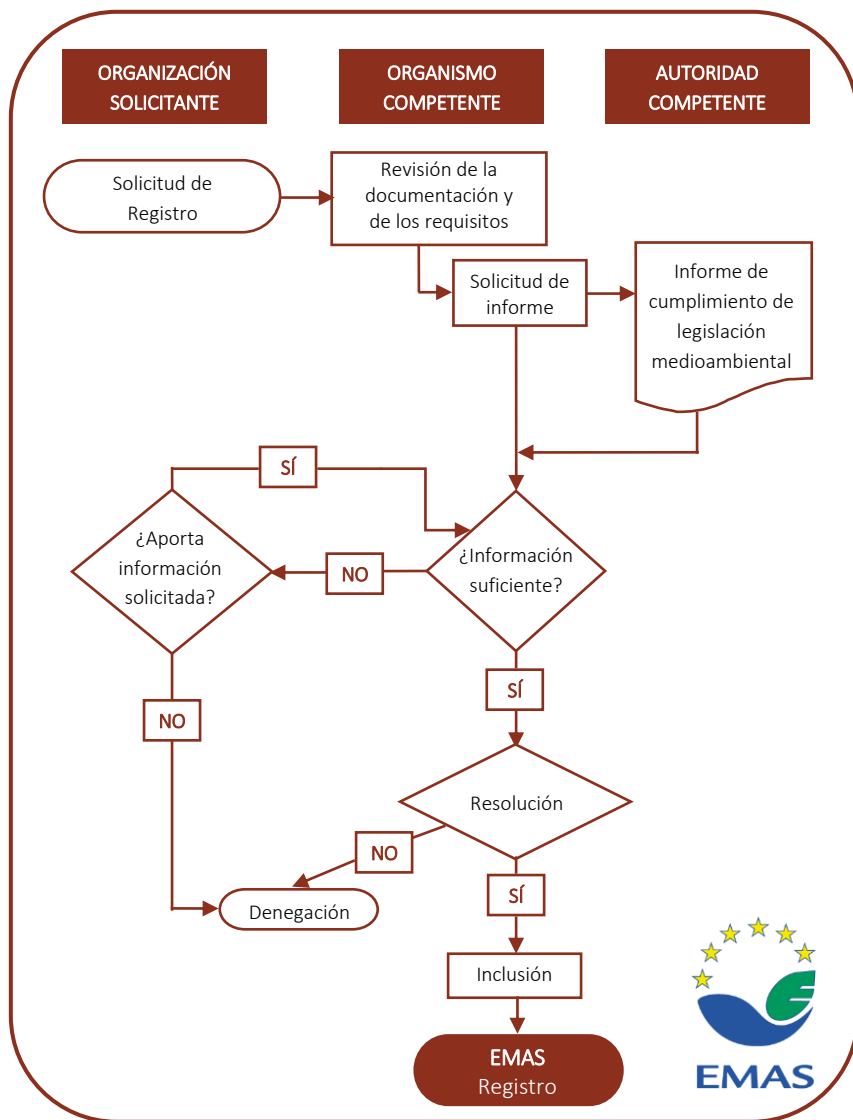 ORGANIZACIÓN
SOLICITANTE
ORGANISMO
COMPETENTE
AUTORIDAD
COMPETENTE
Solicitud de
Registro
Revisión de la
documentación y
de los requisitos
Solicitud de
informe
Informe de
cumplimiento de
legislación
medioambiental
SÍ
¿Aporta
información
solicitada?
NO
¿Información
suficiente?
SÍ
NO
Resolución
NO
Denegación
SÍ
Inclusión
EMAS
Registro
EMAS